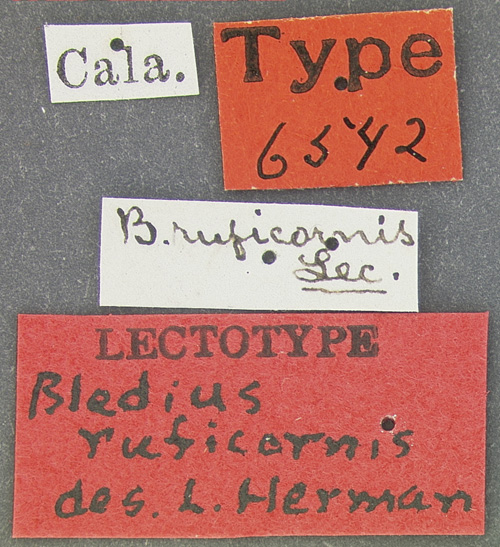 Cala.
Type
6542
B. ruficornis
Lec.
LECTOTYPE
Bledius
ruficornis
des. L. Herman